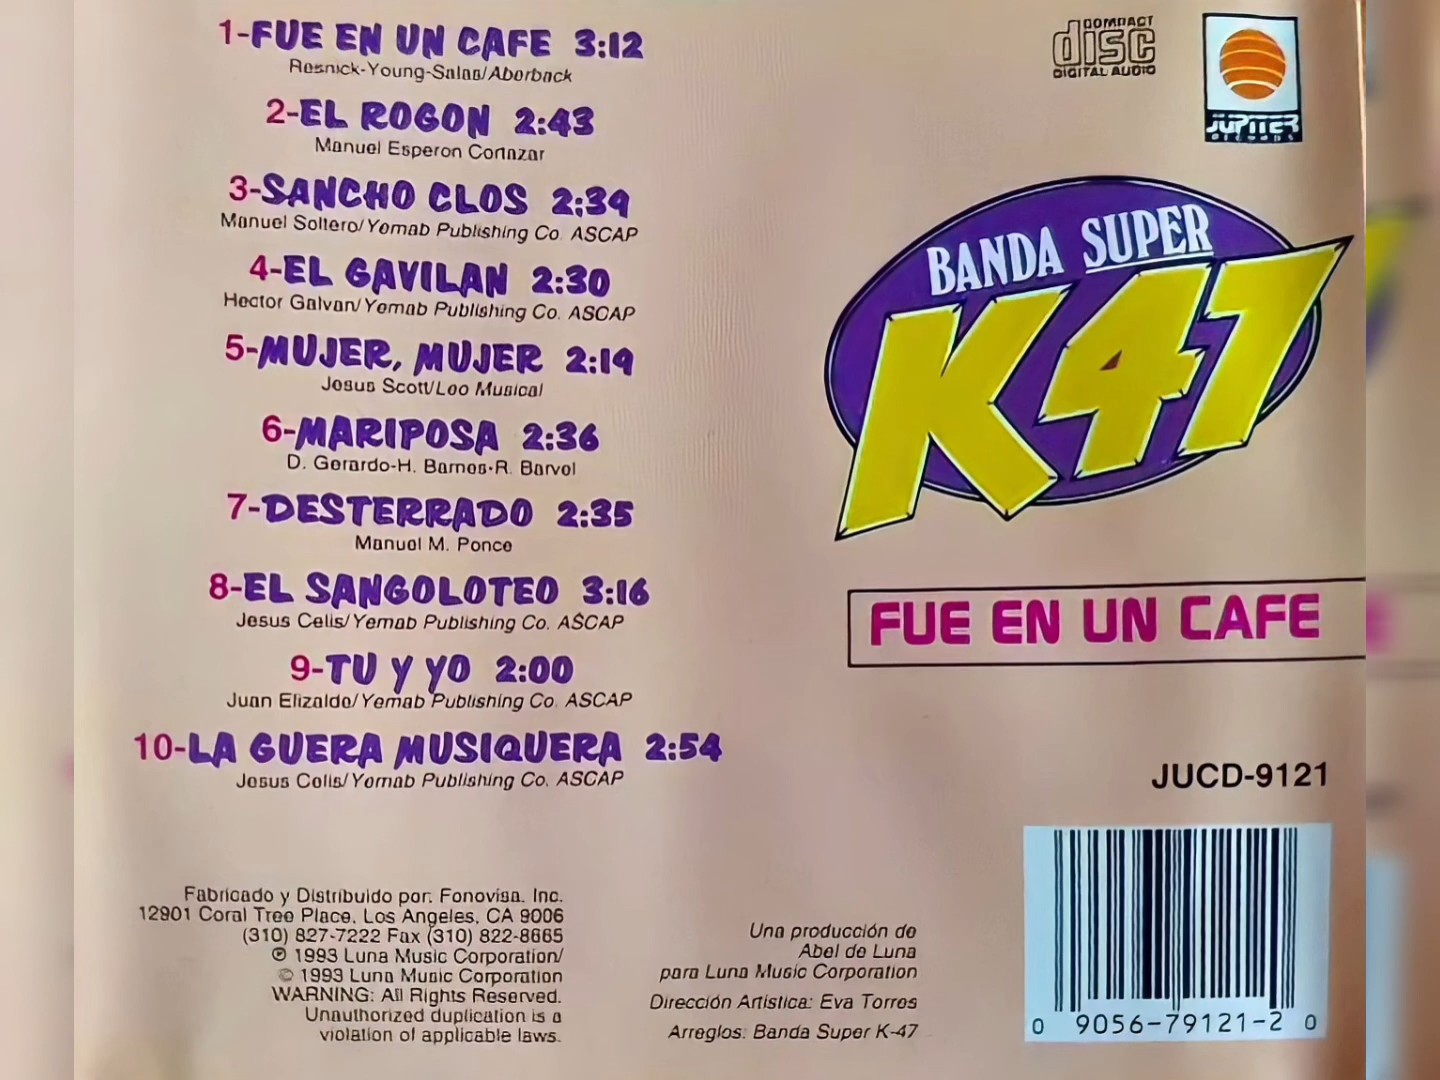 1-FUE EN UN CAFE 3:12
Resnick-Young-Salas/Aberback
2-EL ROGON 2:43
Manuel Esperon Cortazar
3-SANCHO CLOS 2:39
Manuel Soltero/Yemab Publishing Co. ASCAP
4-EL GAVILAN 2:30
Hector Galvan/Yemab Publishing Co. ASCAP
5-MUJER, MUJER 2:19
Jesus Scott/Leo Musical
6-MARIPOSA 2:36
D. Gerardo-H. Barnes-R. Barvel
7-DESTERRADO 2:35
Manuel M. Ponce
8-EL SANGOLOTEO 3:16
Jesus Celis/Yemab Publishing Co. ASCAP
9-TU Y YO 2:00
Juan Elizalde/Yemab Publishing Co. ASCAP
10-LA GUERA MUSIQUERA 2:54
Jesus Celis/Yemab Publishing Co. ASCAP
Fabricado y Distribuido por: Fonovisa. Inc.
12901 Coral Tree Place, Los Angeles, CA 9006
(310) 827-7222 Fax (310) 822-8665
℗ 1993 Luna Music Corporation/
© 1993 Luna Music Corporation
WARNING: All Rights Reserved.
Unauthorized duplication is a
violation of applicable laws.
COMPACT
disc
DIGITAL AUDIO
JUPITER
RECORDS
BANDA SUPER
K47
FUE EN UN CAFE
JUCD-9121
Una producción de
Abel de Luna
para Luna Music Corporation
Dirección Artística: Eva Torres
Arreglos: Banda Super K-47
0 9056-79121-2 0